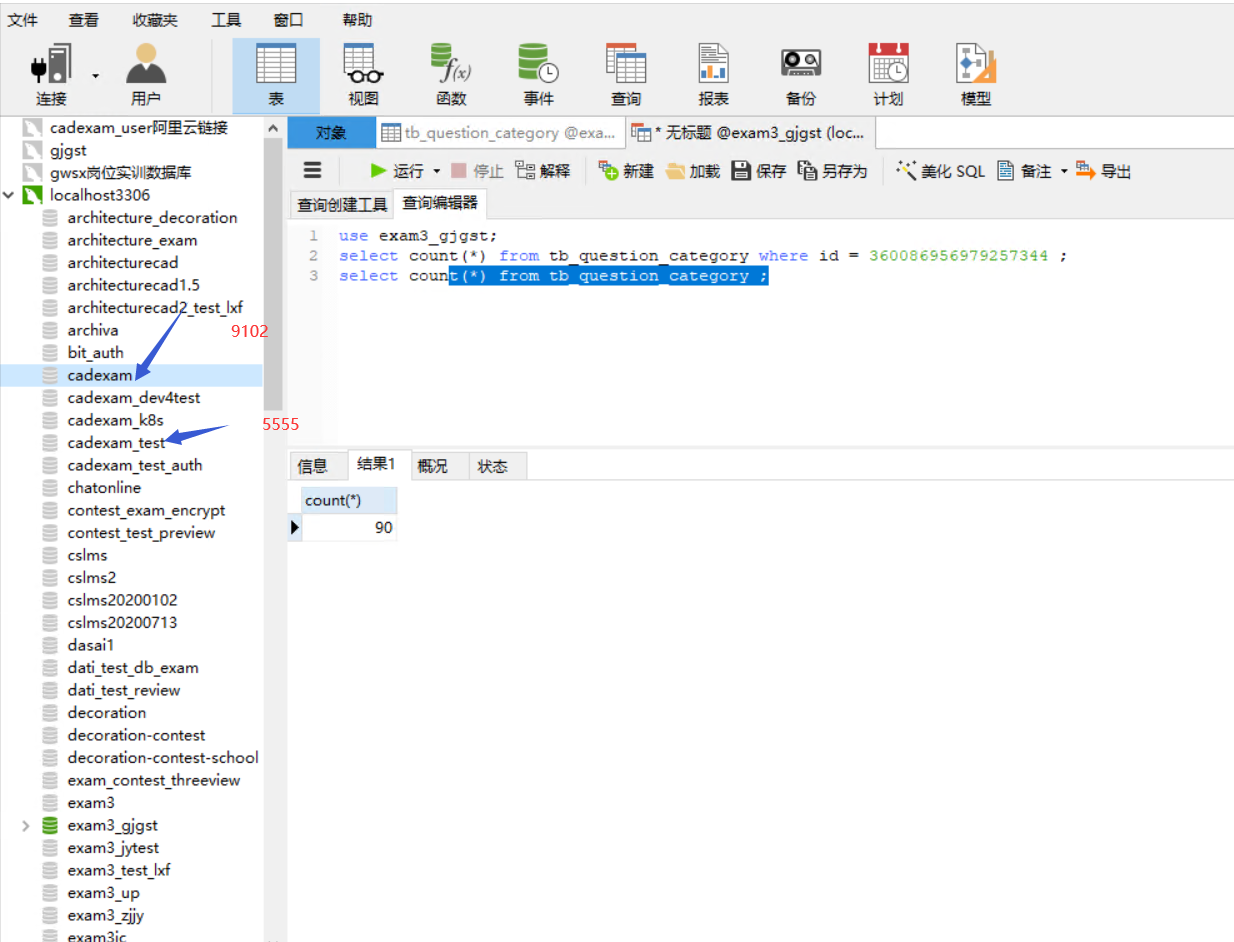 文件 查看 收藏夹 工具 窗口 帮助
连接 用户 表 视图 函数 事件 查询 报表 备份 计划 模型
cadexam_user阿里云链接
gjgst
gwsx岗位实训数据库
localhost3306
architecture_decoration
architecture_exam
architecturecad
architecturecad1.5
architecturecad2_test_lxf
archiva
9102
bit_auth
cadexam
cadexam_dev4test
cadexam_k8s
5555
cadexam_test
cadexam_test_auth
chatonline
contest_exam_encrypt
contest_test_preview
cslms
cslms2
cslms20200102
cslms20200713
dasai1
dati_test_db_exam
dati_test_review
decoration
decoration-contest
decoration-contest-school
exam_contest_threeview
exam3
exam3_gjgst
exam3_jytest
exam3_test_lxf
exam3_up
exam3_zjjy
exam3jc
对象 tb_question_category @exa... * 无标题 @exam3_gjgst (loc...
运行 停止 解释 新建 加载 保存 另存为 美化 SQL 备注 导出
查询创建工具 查询编辑器
1 use exam3_gjgst;
2 select count(*) from tb_question_category where id = 360086956979257344 ;
3 select count(*) from tb_question_category ;
信息 结果1 概况 状态
count(*)
90